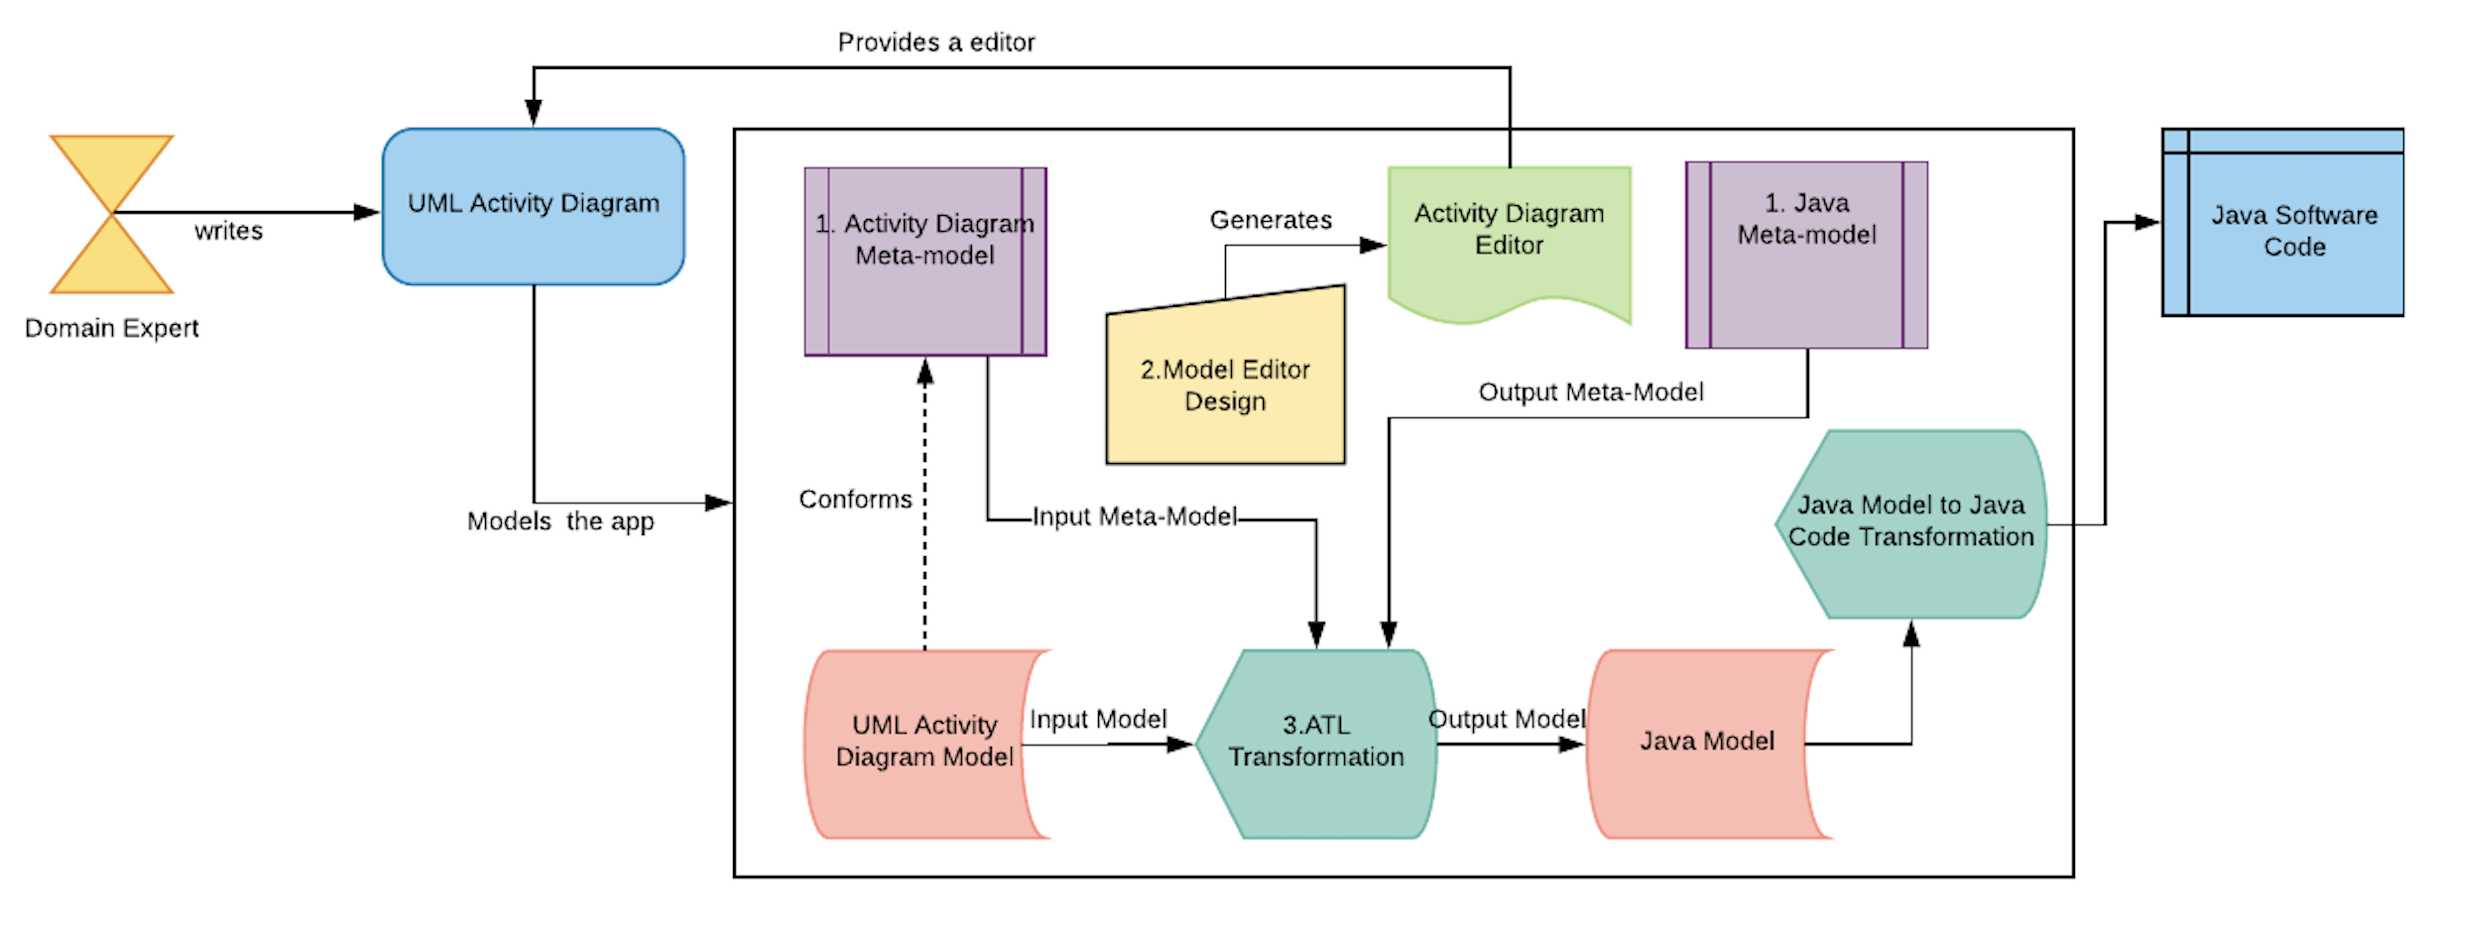 Provides a editor
UML Activity Diagram
writes
Domain Expert
Models  the app
1. Activity Diagram
Meta-model
Generates
Activity Diagram
Editor
1. Java
Meta-model
Java Software
Code
2.Model Editor
Design
Output Meta-Model
Conforms
Input Meta-Model
Java Model to Java
Code Transformation
UML Activity
Diagram Model
Input Model
3.ATL
Transformation
Output Model
Java Model